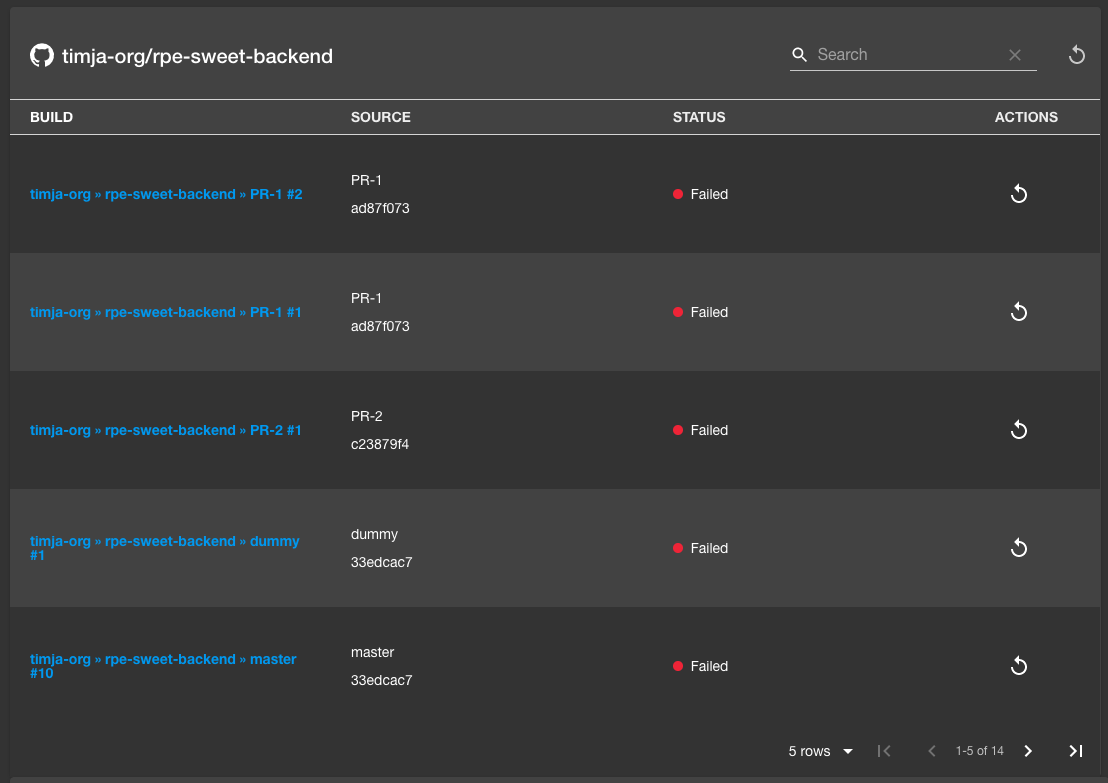 timja-org/rpe-sweet-backend
Search
BUILD SOURCE STATUS ACTIONS
timja-org » rpe-sweet-backend » PR-1 #2
PR-1
ad87f073
Failed
timja-org » rpe-sweet-backend » PR-1 #1
PR-1
ad87f073
Failed
timja-org » rpe-sweet-backend » PR-2 #1
PR-2
c23879f4
Failed
timja-org » rpe-sweet-backend » dummy
#1
dummy
33edcac7
Failed
timja-org » rpe-sweet-backend » master
#10
master
33edcac7
Failed
5 rows 1-5 of 14